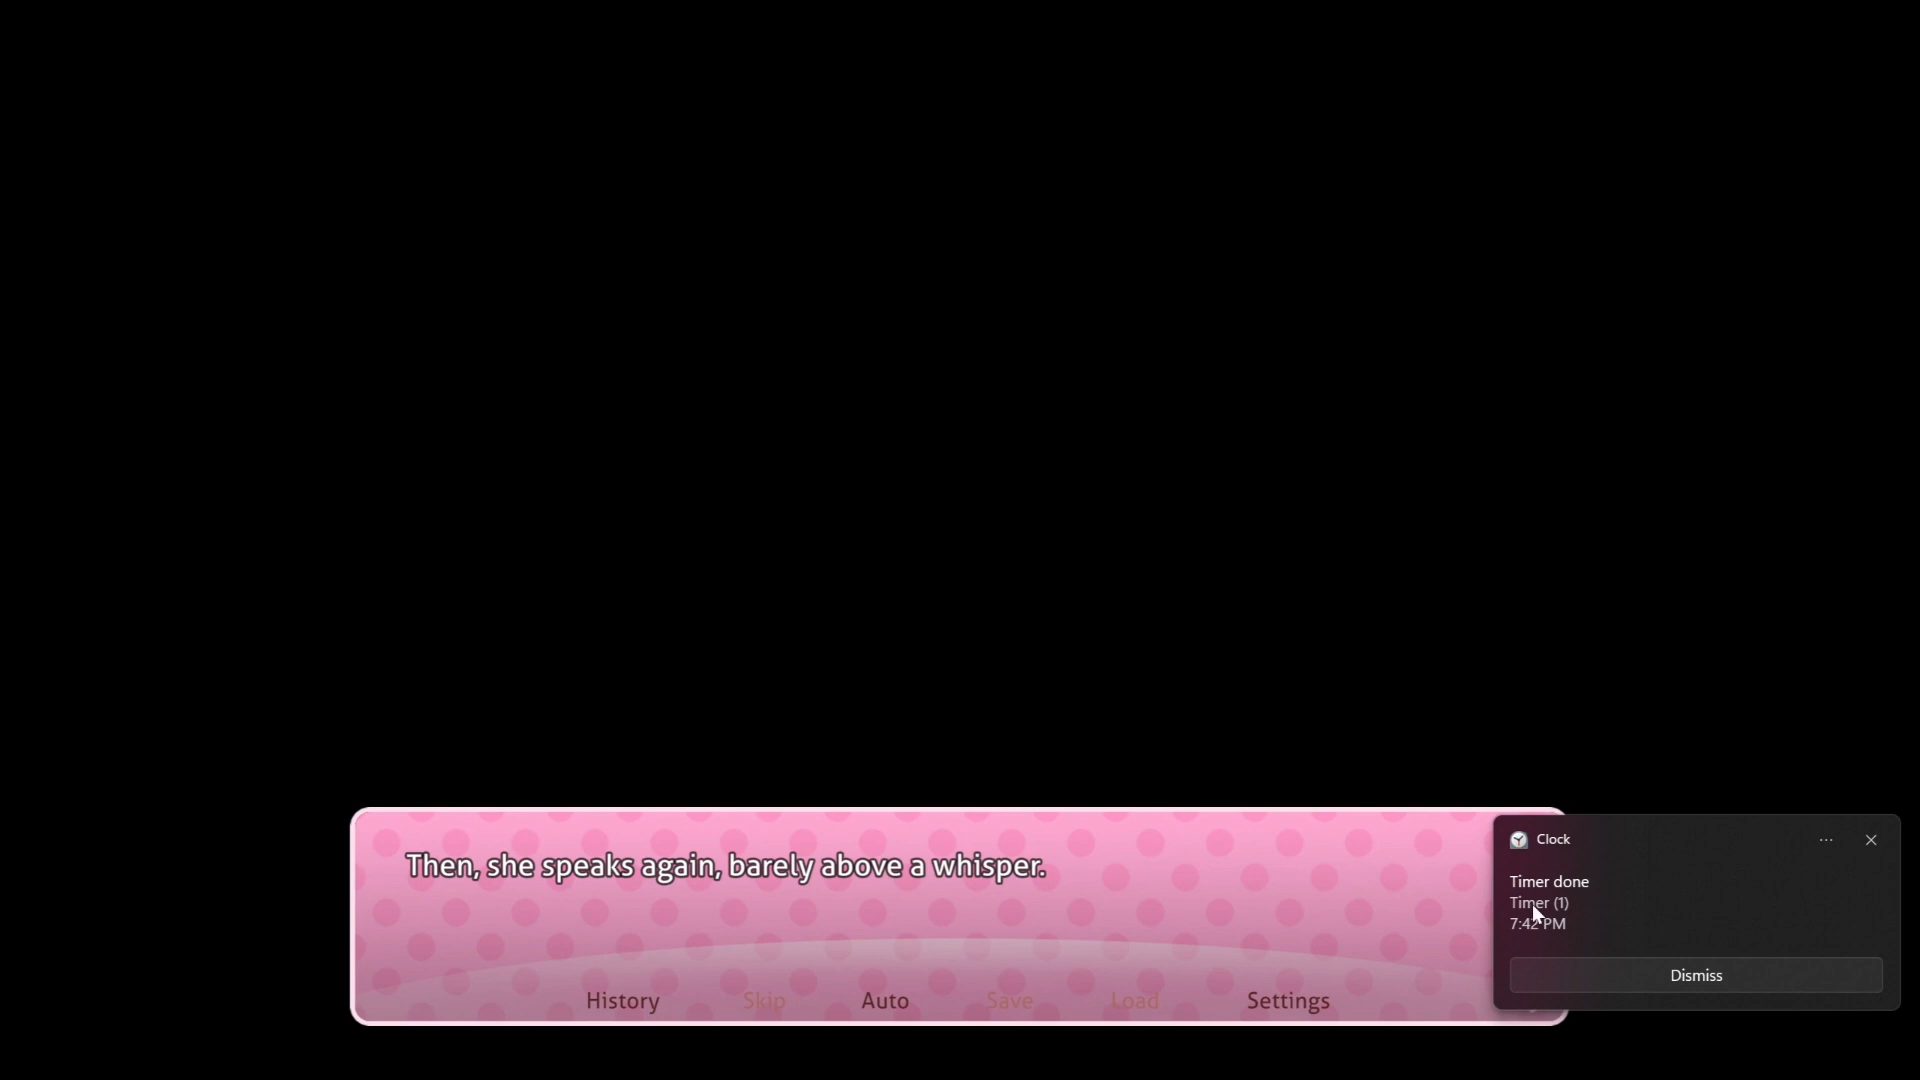 Then, she speaks again, barely above a whisper.
History Skip Auto Save Load Settings
Clock
Timer done
Timer (1)
7:42 PM
Dismiss